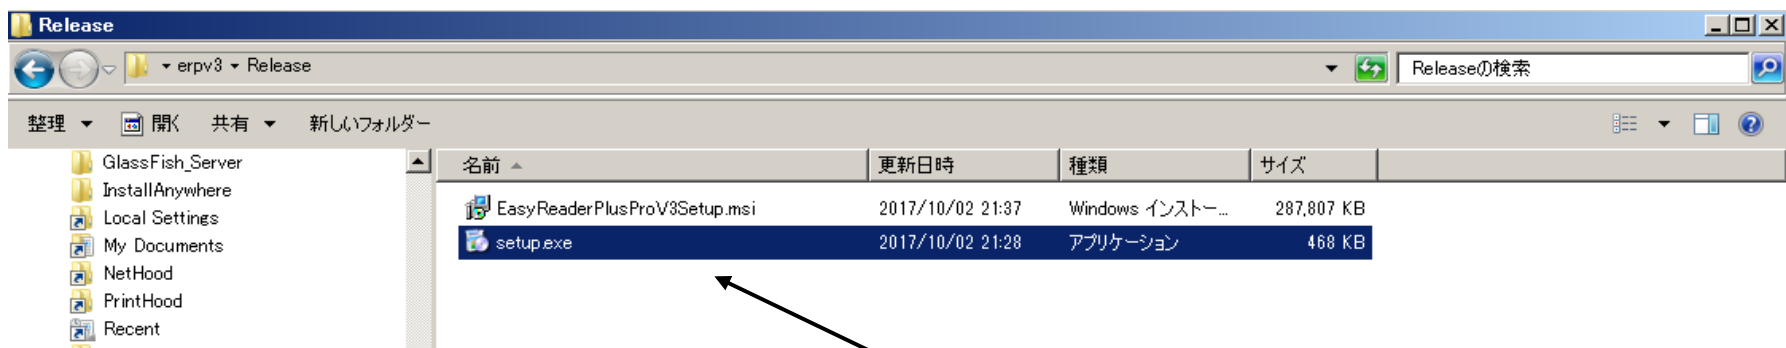 Release
erpv3 Release
Releaseの検索
整理 開く 共有 新しいフォルダー
GlassFish_Server
InstallAnywhere
Local Settings
My Documents
NetHood
PrintHood
Recent
名前 更新日時 種類 サイズ
EasyReaderPlusProV3Setup.msi 2017/10/02 21:37 Windows インストー... 287,807 KB
setup.exe 2017/10/02 21:28 アプリケーション 468 KB